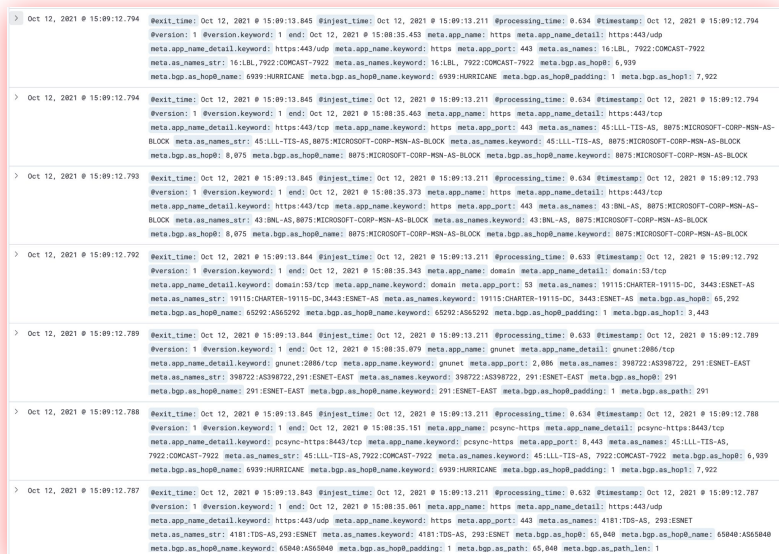 Oct 12, 2021 @ 15:09:12.794 @exit_time: Oct 12, 2021 @ 15:09:13.845 @injest_time: Oct 12, 2021 @ 15:09:13.211 @processing_time: 0.634 @timestamp: Oct 12, 2021 @ 15:09:12.794
@version: 1 @version.keyword: 1 end: Oct 12, 2021 @ 15:08:35.453 meta.app_name: https meta.app_name_detail: https:443/udp
meta.app_name_detail.keyword: https:443/udp meta.app_name.keyword: https meta.app_port: 443 meta.as_names: 16:LBL, 7922:COMCAST-7922
meta.as_names_str: 16:LBL,7922:COMCAST-7922 meta.as_names.keyword: 16:LBL, 7922:COMCAST-7922 meta.bgp.as_hop0: 6,939
meta.bgp.as_hop0_name: 6939:HURRICANE meta.bgp.as_hop0_name.keyword: 6939:HURRICANE meta.bgp.as_hop0_padding: 1 meta.bgp.as_hop1: 7,922
Oct 12, 2021 @ 15:09:12.794 @exit_time: Oct 12, 2021 @ 15:09:13.845 @injest_time: Oct 12, 2021 @ 15:09:13.211 @processing_time: 0.634 @timestamp: Oct 12, 2021 @ 15:09:12.794
@version: 1 @version.keyword: 1 end: Oct 12, 2021 @ 15:08:35.463 meta.app_name: https meta.app_name_detail: https:443/tcp
meta.app_name_detail.keyword: https:443/tcp meta.app_name.keyword: https meta.app_port: 443 meta.as_names: 45:LLL-TIS-AS, 8075:MICROSOFT-CORP-MSN-AS-
BLOCK meta.as_names_str: 45:LLL-TIS-AS,8075:MICROSOFT-CORP-MSN-AS-BLOCK meta.as_names.keyword: 45:LLL-TIS-AS, 8075:MICROSOFT-CORP-MSN-AS-BLOCK
meta.bgp.as_hop0: 8,075 meta.bgp.as_hop0_name: 8075:MICROSOFT-CORP-MSN-AS-BLOCK meta.bgp.as_hop0_name.keyword: 8075:MICROSOFT-CORP-MSN-AS-BLOCK
Oct 12, 2021 @ 15:09:12.793 @exit_time: Oct 12, 2021 @ 15:09:13.845 @injest_time: Oct 12, 2021 @ 15:09:13.211 @processing_time: 0.634 @timestamp: Oct 12, 2021 @ 15:09:12.793
@version: 1 @version.keyword: 1 end: Oct 12, 2021 @ 15:08:35.373 meta.app_name: https meta.app_name_detail: https:443/tcp
meta.app_name_detail.keyword: https:443/tcp meta.app_name.keyword: https meta.app_port: 443 meta.as_names: 43:BNL-AS, 8075:MICROSOFT-CORP-MSN-AS-
BLOCK meta.as_names_str: 43:BNL-AS,8075:MICROSOFT-CORP-MSN-AS-BLOCK meta.as_names.keyword: 43:BNL-AS, 8075:MICROSOFT-CORP-MSN-AS-BLOCK
meta.bgp.as_hop0: 8,075 meta.bgp.as_hop0_name: 8075:MICROSOFT-CORP-MSN-AS-BLOCK meta.bgp.as_hop0_name.keyword: 8075:MICROSOFT-CORP-MSN-AS-BLOCK
Oct 12, 2021 @ 15:09:12.792 @exit_time: Oct 12, 2021 @ 15:09:13.844 @injest_time: Oct 12, 2021 @ 15:09:13.211 @processing_time: 0.633 @timestamp: Oct 12, 2021 @ 15:09:12.792
@version: 1 @version.keyword: 1 end: Oct 12, 2021 @ 15:08:35.343 meta.app_name: domain meta.app_name_detail: domain:53/tcp
meta.app_name_detail.keyword: domain:53/tcp meta.app_name.keyword: domain meta.app_port: 53 meta.as_names: 19115:CHARTER-19115-DC, 3443:ESNET-AS
meta.as_names_str: 19115:CHARTER-19115-DC,3443:ESNET-AS meta.as_names.keyword: 19115:CHARTER-19115-DC, 3443:ESNET-AS meta.bgp.as_hop0: 65,292
meta.bgp.as_hop0_name: 65292:AS65292 meta.bgp.as_hop0_name.keyword: 65292:AS65292 meta.bgp.as_hop0_padding: 1 meta.bgp.as_hop1: 3,443
Oct 12, 2021 @ 15:09:12.789 @exit_time: Oct 12, 2021 @ 15:09:13.844 @injest_time: Oct 12, 2021 @ 15:09:13.211 @processing_time: 0.633 @timestamp: Oct 12, 2021 @ 15:09:12.789
@version: 1 @version.keyword: 1 end: Oct 12, 2021 @ 15:08:35.079 meta.app_name: gnunet meta.app_name_detail: gnunet:2086/tcp
meta.app_name_detail.keyword: gnunet:2086/tcp meta.app_name.keyword: gnunet meta.app_port: 2,086 meta.as_names: 398722:AS398722, 291:ESNET-EAST
meta.as_names_str: 398722:AS398722,291:ESNET-EAST meta.as_names.keyword: 398722:AS398722, 291:ESNET-EAST meta.bgp.as_hop0: 291
meta.bgp.as_hop0_name: 291:ESNET-EAST meta.bgp.as_hop0_name.keyword: 291:ESNET-EAST meta.bgp.as_hop0_padding: 1 meta.bgp.as_path: 291
Oct 12, 2021 @ 15:09:12.788 @exit_time: Oct 12, 2021 @ 15:09:13.845 @injest_time: Oct 12, 2021 @ 15:09:13.211 @processing_time: 0.634 @timestamp: Oct 12, 2021 @ 15:09:12.788
@version: 1 @version.keyword: 1 end: Oct 12, 2021 @ 15:08:35.151 meta.app_name: pcsync-https meta.app_name_detail: pcsync-https:8443/tcp
meta.app_name_detail.keyword: pcsync-https:8443/tcp meta.app_name.keyword: pcsync-https meta.app_port: 8,443 meta.as_names: 45:LLL-TIS-AS,
7922:COMCAST-7922 meta.as_names_str: 45:LLL-TIS-AS,7922:COMCAST-7922 meta.as_names.keyword: 45:LLL-TIS-AS, 7922:COMCAST-7922 meta.bgp.as_hop0: 6,939
meta.bgp.as_hop0_name: 6939:HURRICANE meta.bgp.as_hop0_name.keyword: 6939:HURRICANE meta.bgp.as_hop0_padding: 1 meta.bgp.as_hop1: 7,922
Oct 12, 2021 @ 15:09:12.787 @exit_time: Oct 12, 2021 @ 15:09:13.843 @injest_time: Oct 12, 2021 @ 15:09:13.211 @processing_time: 0.632 @timestamp: Oct 12, 2021 @ 15:09:12.787
@version: 1 @version.keyword: 1 end: Oct 12, 2021 @ 15:08:35.061 meta.app_name: https meta.app_name_detail: https:443/udp
meta.app_name_detail.keyword: https:443/udp meta.app_name.keyword: https meta.app_port: 443 meta.as_names: 4181:TDS-AS, 293:ESNET
meta.as_names_str: 4181:TDS-AS,293:ESNET meta.as_names.keyword: 4181:TDS-AS, 293:ESNET meta.bgp.as_hop0: 65,040 meta.bgp.as_hop0_name: 65040:AS65040
meta.bgp.as_hop0_name.keyword: 65040:AS65040 meta.bgp.as_hop0_padding: 1 meta.bgp.as_path: 65,040 meta.bgp.as_path_len: 1